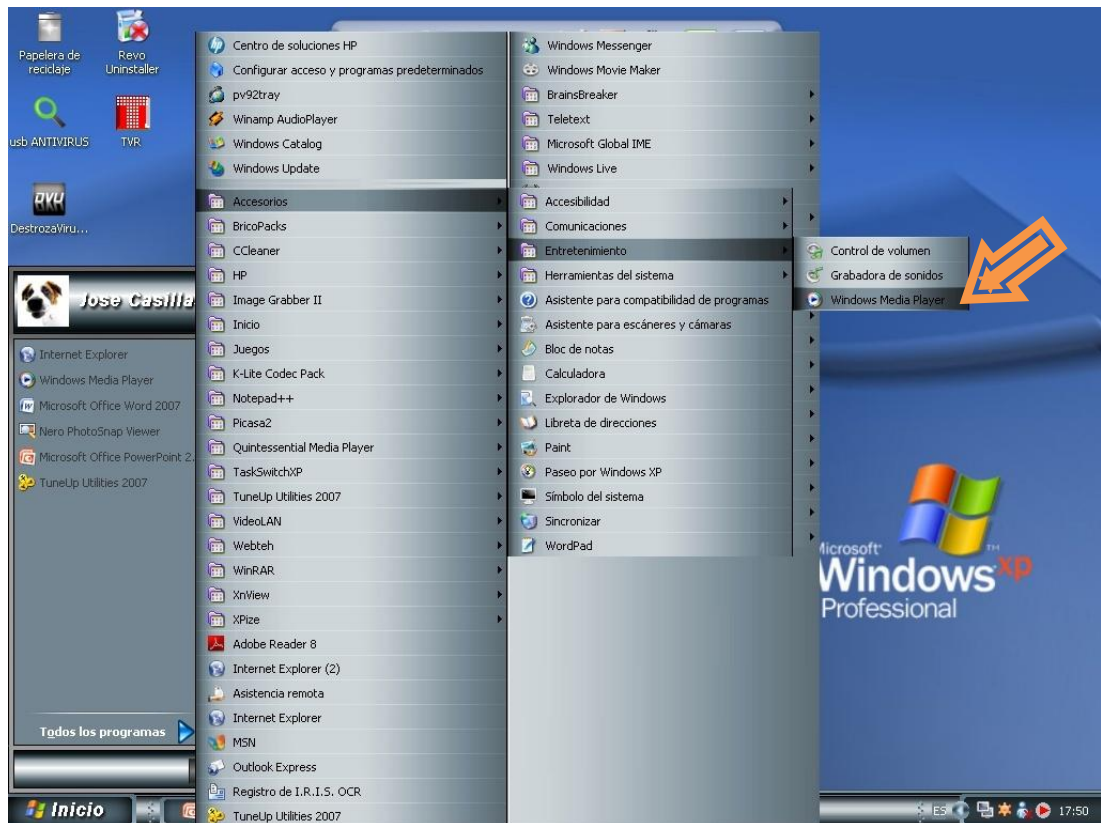 Papelera de
reciclaje
Revo
Uninstaller
usb ANTIVIRUS
TVR
DestrozaViru...
Jose Casilla
Internet Explorer
Windows Media Player
Microsoft Office Word 2007
Nero PhotoSnap Viewer
Microsoft Office PowerPoint 2.
TuneUp Utilities 2007
Todos los programas
Centro de soluciones HP
Configurar acceso y programas predeterminados
pv92tray
Winamp AudioPlayer
Windows Catalog
Windows Update
Accesorios
BricoPacks
CCleaner
HP
Image Grabber II
Inicio
Juegos
K-Lite Codec Pack
Notepad++
Picasa2
Quintessential Media Player
TaskSwitchXP
TuneUp Utilities 2007
VideoLAN
Webteh
WinRAR
XnView
XPize
Adobe Reader 8
Internet Explorer (2)
Asistencia remota
Internet Explorer
MSN
Outlook Express
Registro de I.R.I.S. OCR
TuneUp Utilities 2007
Windows Messenger
Windows Movie Maker
BrainsBreaker
Teletext
Microsoft Global IME
Windows Live
Accesibilidad
Comunicaciones
Entretenimiento
Herramientas del sistema
Asistente para compatibilidad de programas
Asistente para escáneres y cámaras
Bloc de notas
Calculadora
Explorador de Windows
Libreta de direcciones
Paint
Paseo por Windows XP
Símbolo del sistema
Sincronizar
WordPad
Control de volumen
Grabadora de sonidos
Windows Media Player
Microsoft
Windows xp
Professional
Inicio
ES
17:50